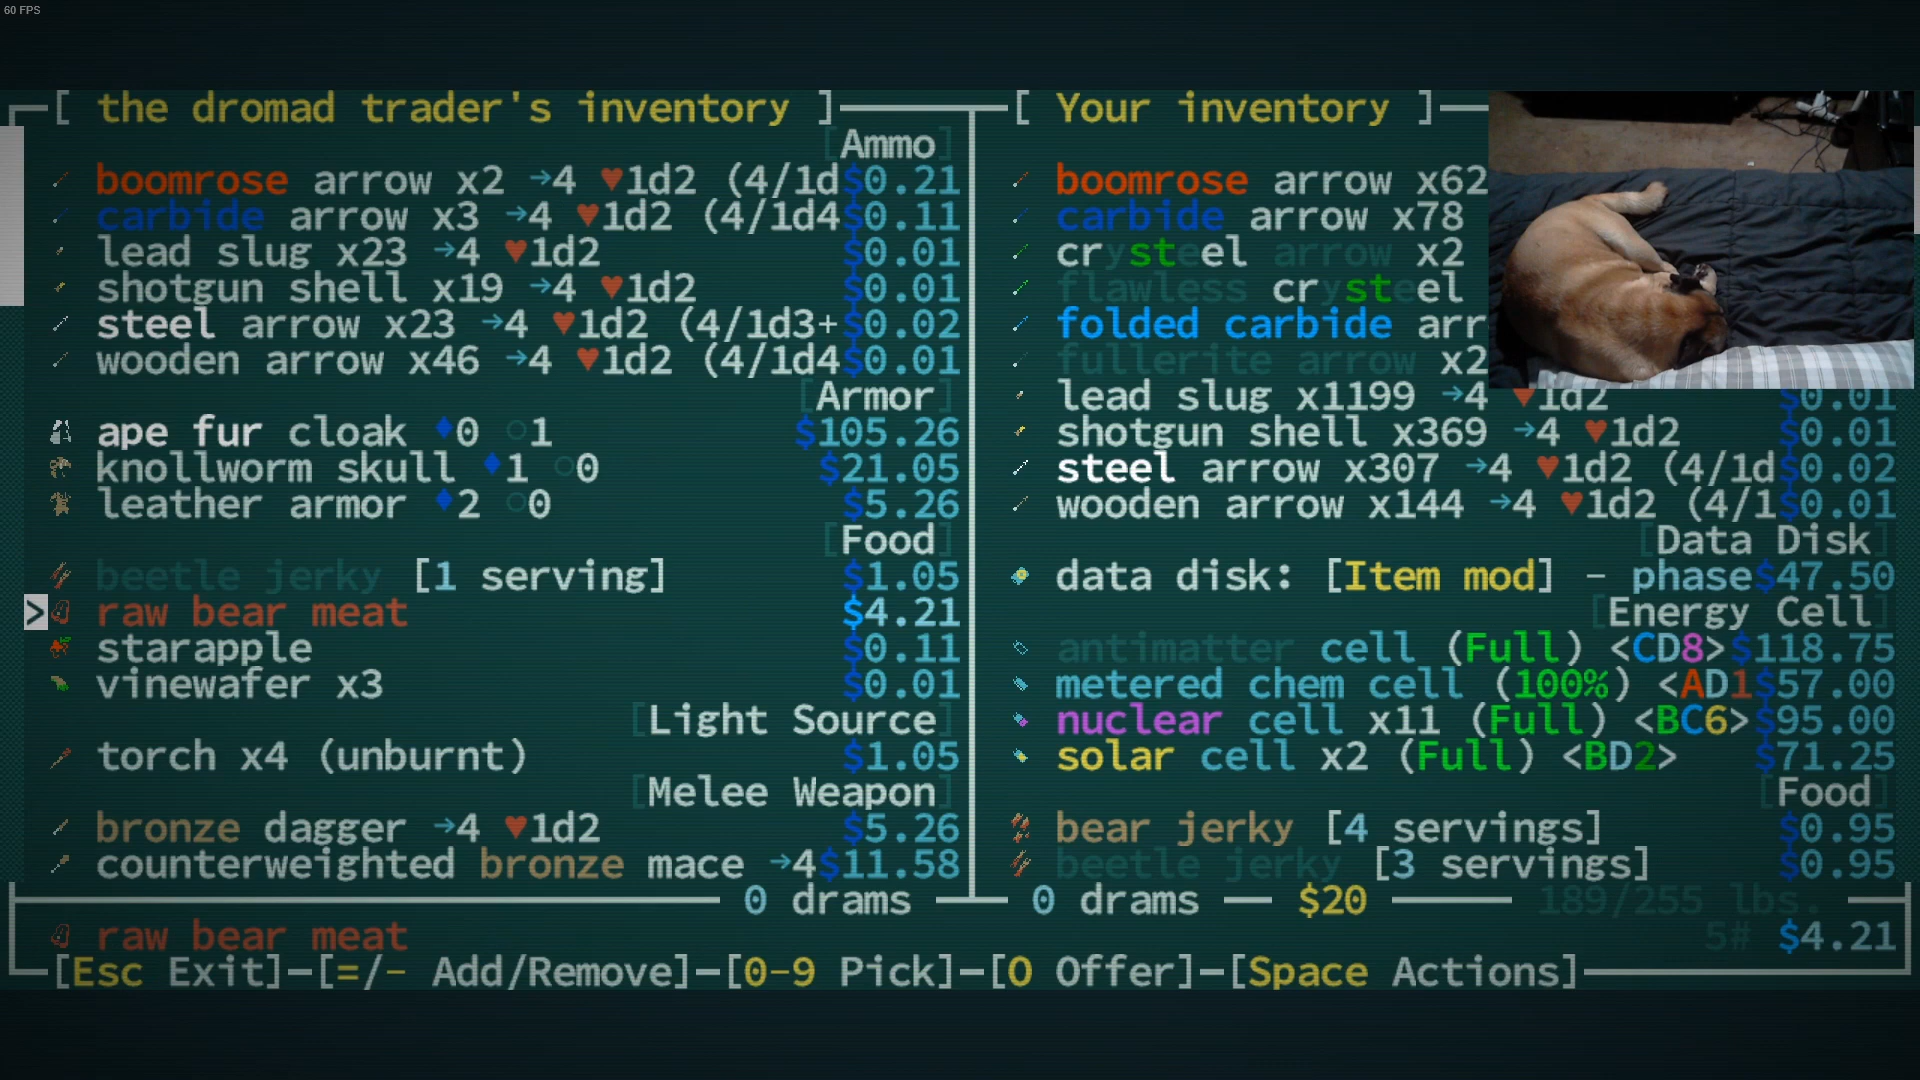 60 FPS
[ the dromad trader's inventory ]
[Ammo]
boomrose arrow x2 →4 ♥1d2 (4/1d$0.21
carbide arrow x3 →4 ♥1d2 (4/1d4$0.11
lead slug x23 →4 ♥1d2 $0.01
shotgun shell x19 →4 ♥1d2 $0.01
steel arrow x23 →4 ♥1d2 (4/1d3+$0.02
wooden arrow x46 →4 ♥1d2 (4/1d4$0.01
[Armor]
ape fur cloak ♦0 ○1 $105.26
knollworm skull ♦1 ○0 $21.05
leather armor ♦2 ○0 $5.26
[Food]
beetle jerky [1 serving] $1.05
> raw bear meat $4.21
starapple $0.11
vinewafer x3 $0.01
[Light Source]
torch x4 (unburnt) $1.05
[Melee Weapon]
bronze dagger →4 ♥1d2 $5.26
counterweighted bronze mace →4$11.58
0 drams
[ Your inventory ]
boomrose arrow x62
carbide arrow x78
crysteel arrow x2
flawless crysteel
folded carbide arr
fullerite arrow x2
lead slug x1199 →4 ♥1d2 $0.01
shotgun shell x369 →4 ♥1d2 $0.01
steel arrow x307 →4 ♥1d2 (4/1d$0.02
wooden arrow x144 →4 ♥1d2 (4/1$0.01
[Data Disk]
data disk: [Item mod] - phase$47.50
[Energy Cell]
antimatter cell (Full) <CD8>$118.75
metered chem cell (100%) <AD1$57.00
nuclear cell x11 (Full) <BC6>$95.00
solar cell x2 (Full) <BD2> $71.25
[Food]
bear jerky [4 servings] $0.95
beetle jerky [3 servings] $0.95
0 drams — $20 — 189/255 lbs.
raw bear meat 5# $4.21
[Esc Exit]-[=/- Add/Remove]-[0-9 Pick]-[O Offer]-[Space Actions]